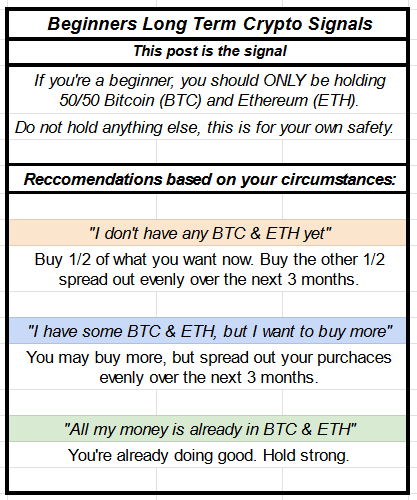 Beginners Long Term Crypto Signals
This post is the signal
If you're a beginner, you should ONLY be holding
50/50 Bitcoin (BTC) and Ethereum (ETH).
Do not hold anything else, this is for your own safety.
Reccomendations based on your circumstances:
"I don't have any BTC & ETH yet"
Buy 1/2 of what you want now. Buy the other 1/2
spread out evenly over the next 3 months.
"I have some BTC & ETH, but I want to buy more"
You may buy more, but spread out your purchaces
evenly over the next 3 months.
"All my money is already in BTC & ETH"
You're already doing good. Hold strong.